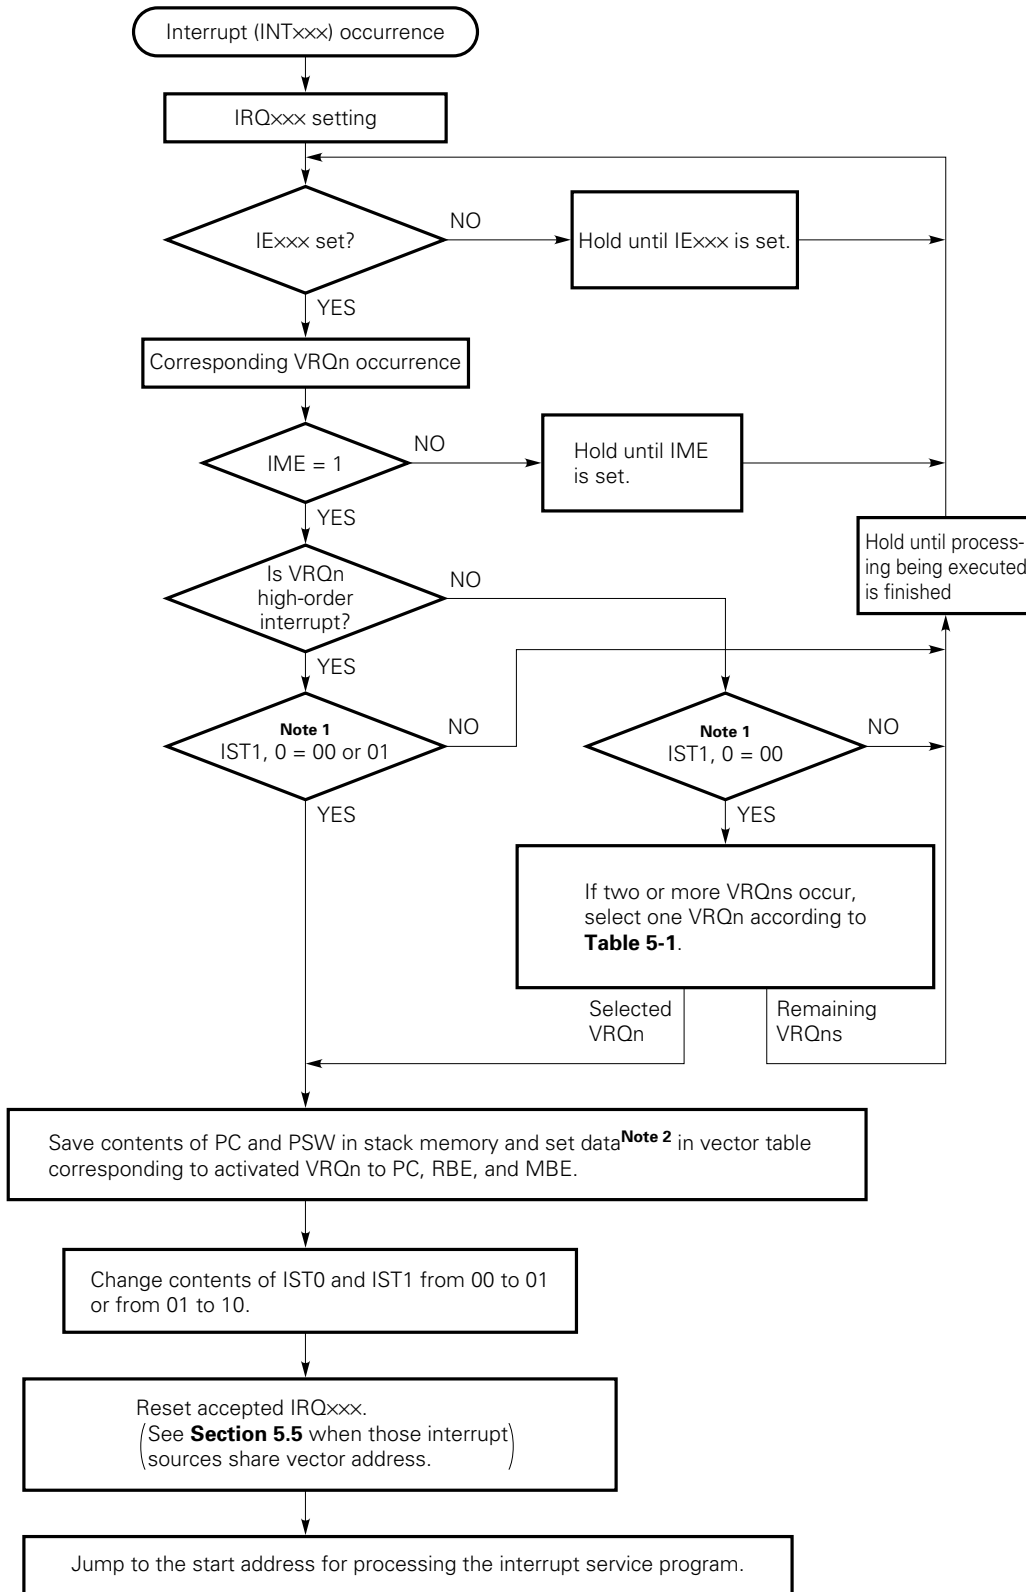 Interrupt (INT×××) occurrence
IRQ××× setting
IE××× set?
NO
Hold until IE××× is set.
YES
Corresponding VRQn occurrence
IME = 1
NO
Hold until IME
is set.
YES
Hold until process-
ing being executed
is finished
Is VRQn
high-order
interrupt?
NO
YES
Note 1
IST1, 0 = 00 or 01
NO
Note 1
IST1, 0 = 00
NO
YES
YES
If two or more VRQns occur,
select one VRQn according to
Table 5-1.
Selected
VRQn
Remaining
VRQns
Save contents of PC and PSW in stack memory and set data Note 2 in vector table
corresponding to activated VRQn to PC, RBE, and MBE.
Change contents of IST0 and IST1 from 00 to 01
or from 01 to 10.
Reset accepted IRQ×××.
(See Section 5.5 when those interrupt
sources share vector address.)
Jump to the start address for processing the interrupt service program.